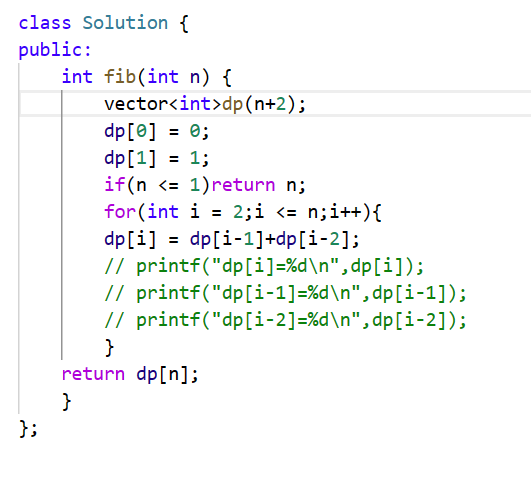 class Solution {
public:
    int fib(int n) {
        vector<int>dp(n+2);
        dp[0] = 0;
        dp[1] = 1;
        if(n <= 1)return n;
        for(int i = 2;i <= n;i++){
        dp[i] = dp[i-1]+dp[i-2];
        // printf("dp[i]=%d\n",dp[i]);
        // printf("dp[i-1]=%d\n",dp[i-1]);
        // printf("dp[i-2]=%d\n",dp[i-2]);
        }
    return dp[n];
    }
};